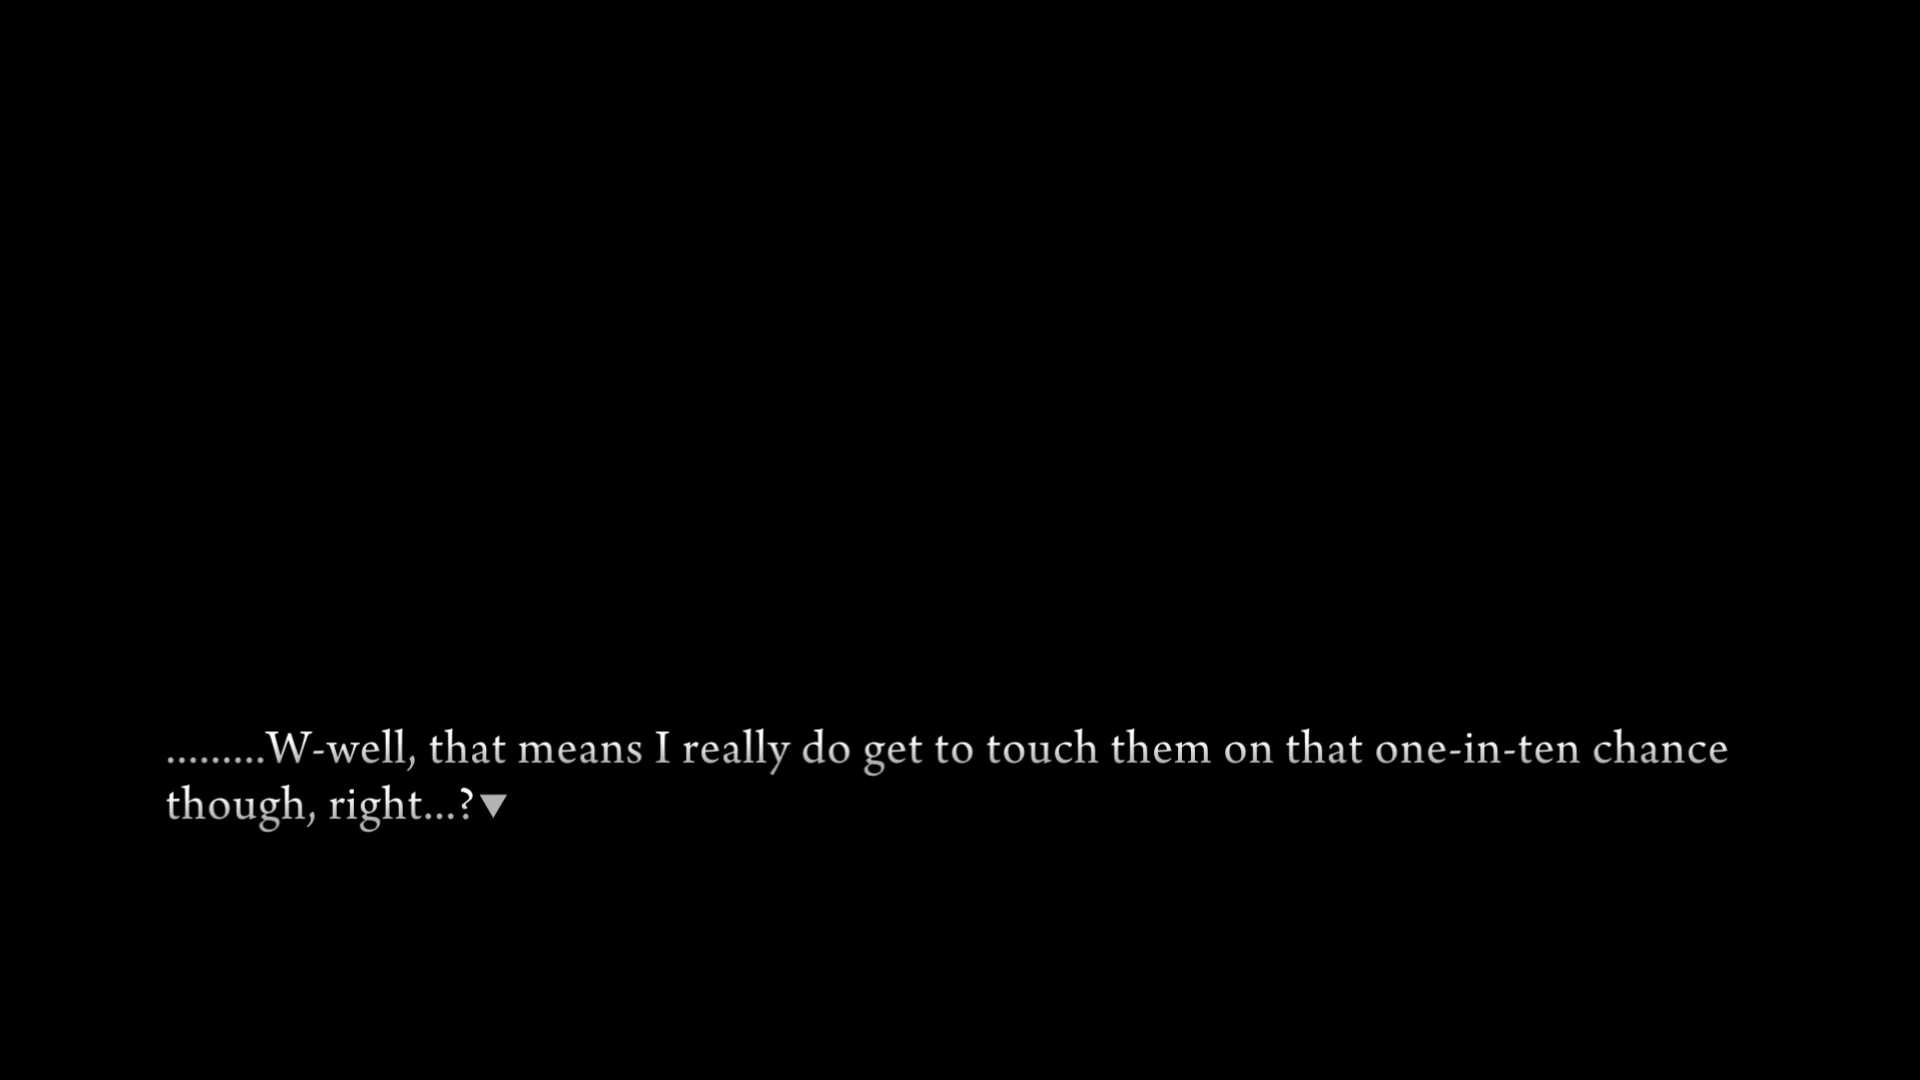 .........W-well, that means I really do get to touch them on that one-in-ten chance
though, right...?▼